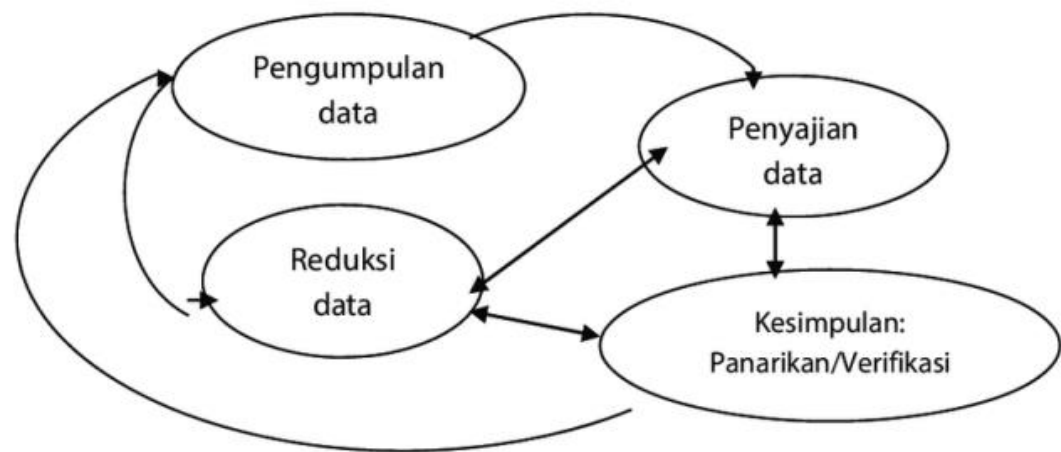 Pengumpulan
data
Penyajian
data
Reduksi
data
Kesimpulan:
Panarikan/Verifikasi